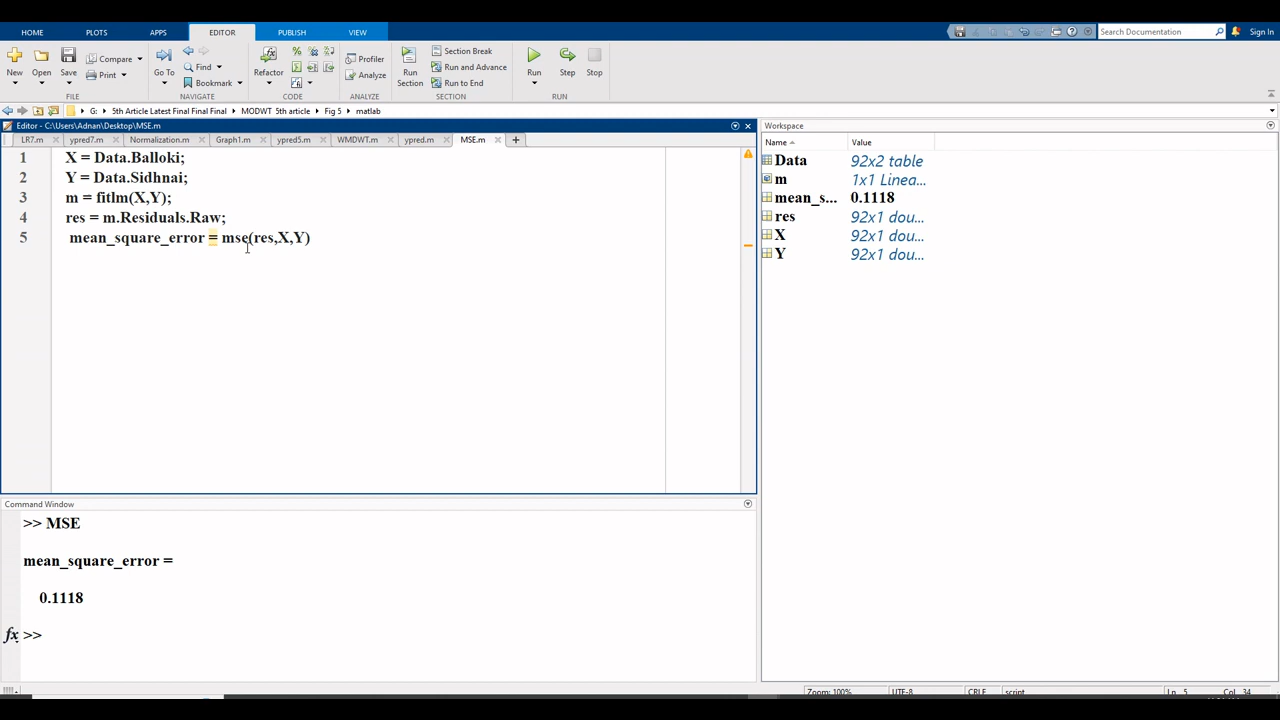 HOME PLOTS APPS EDITOR PUBLISH VIEW Search Documentation Sign In
New Open Save Compare Print Go To Find Bookmark Refactor Profiler Analyze Run Section Section Break Run and Advance Run to End Run Step Stop
FILE NAVIGATE CODE ANALYZE SECTION RUN
G: 5th Article Latest Final Final Final MODWT 5th article Fig 5 matlab
Editor - C:\Users\Adnan\Desktop\MSE.m
LR7.m ypred7.m Normalization.m Graph1.m ypred5.m WMDWT.m ypred.m MSE.m
1 X = Data.Balloki;
2 Y = Data.Sidhnai;
3 m = fitlm(X,Y);
4 res = m.Residuals.Raw;
5 mean_square_error = mse(res,X,Y)
Workspace
Name Value
Data 92x2 table
m 1x1 Linea...
mean_s... 0.1118
res 92x1 dou...
X 92x1 dou...
Y 92x1 dou...
Command Window
>> MSE
mean_square_error =
0.1118
fx >>
Zoom: 100% UTF-8 CRLF script Ln 5 Col 34